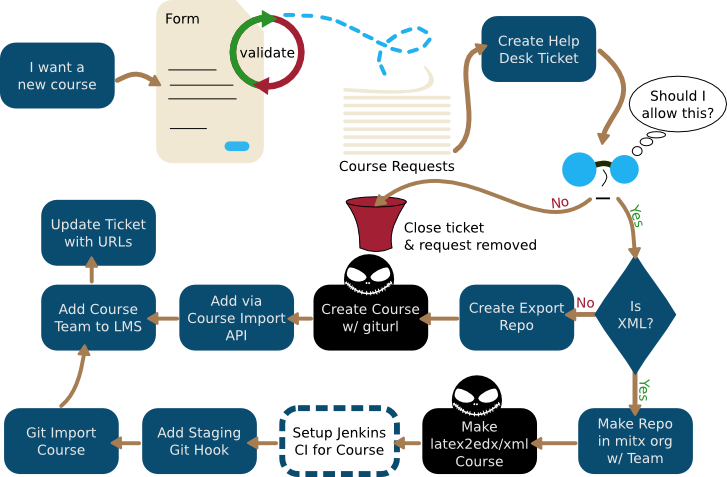 I want a
new course
Form
validate
Course Requests
Create Help
Desk Ticket
Should I
allow this?
No
Yes
Close ticket
& request removed
Is
XML?
No
Yes
Create Export
Repo
Create Course
w/ giturl
Add via
Course Import
API
Add Course
Team to LMS
Update Ticket
with URLs
Make Repo
in mitx org
w/ Team
Make
latex2edx/xml
Course
Setup Jenkins
CI for Course
Add Staging
Git Hook
Git Import
Course